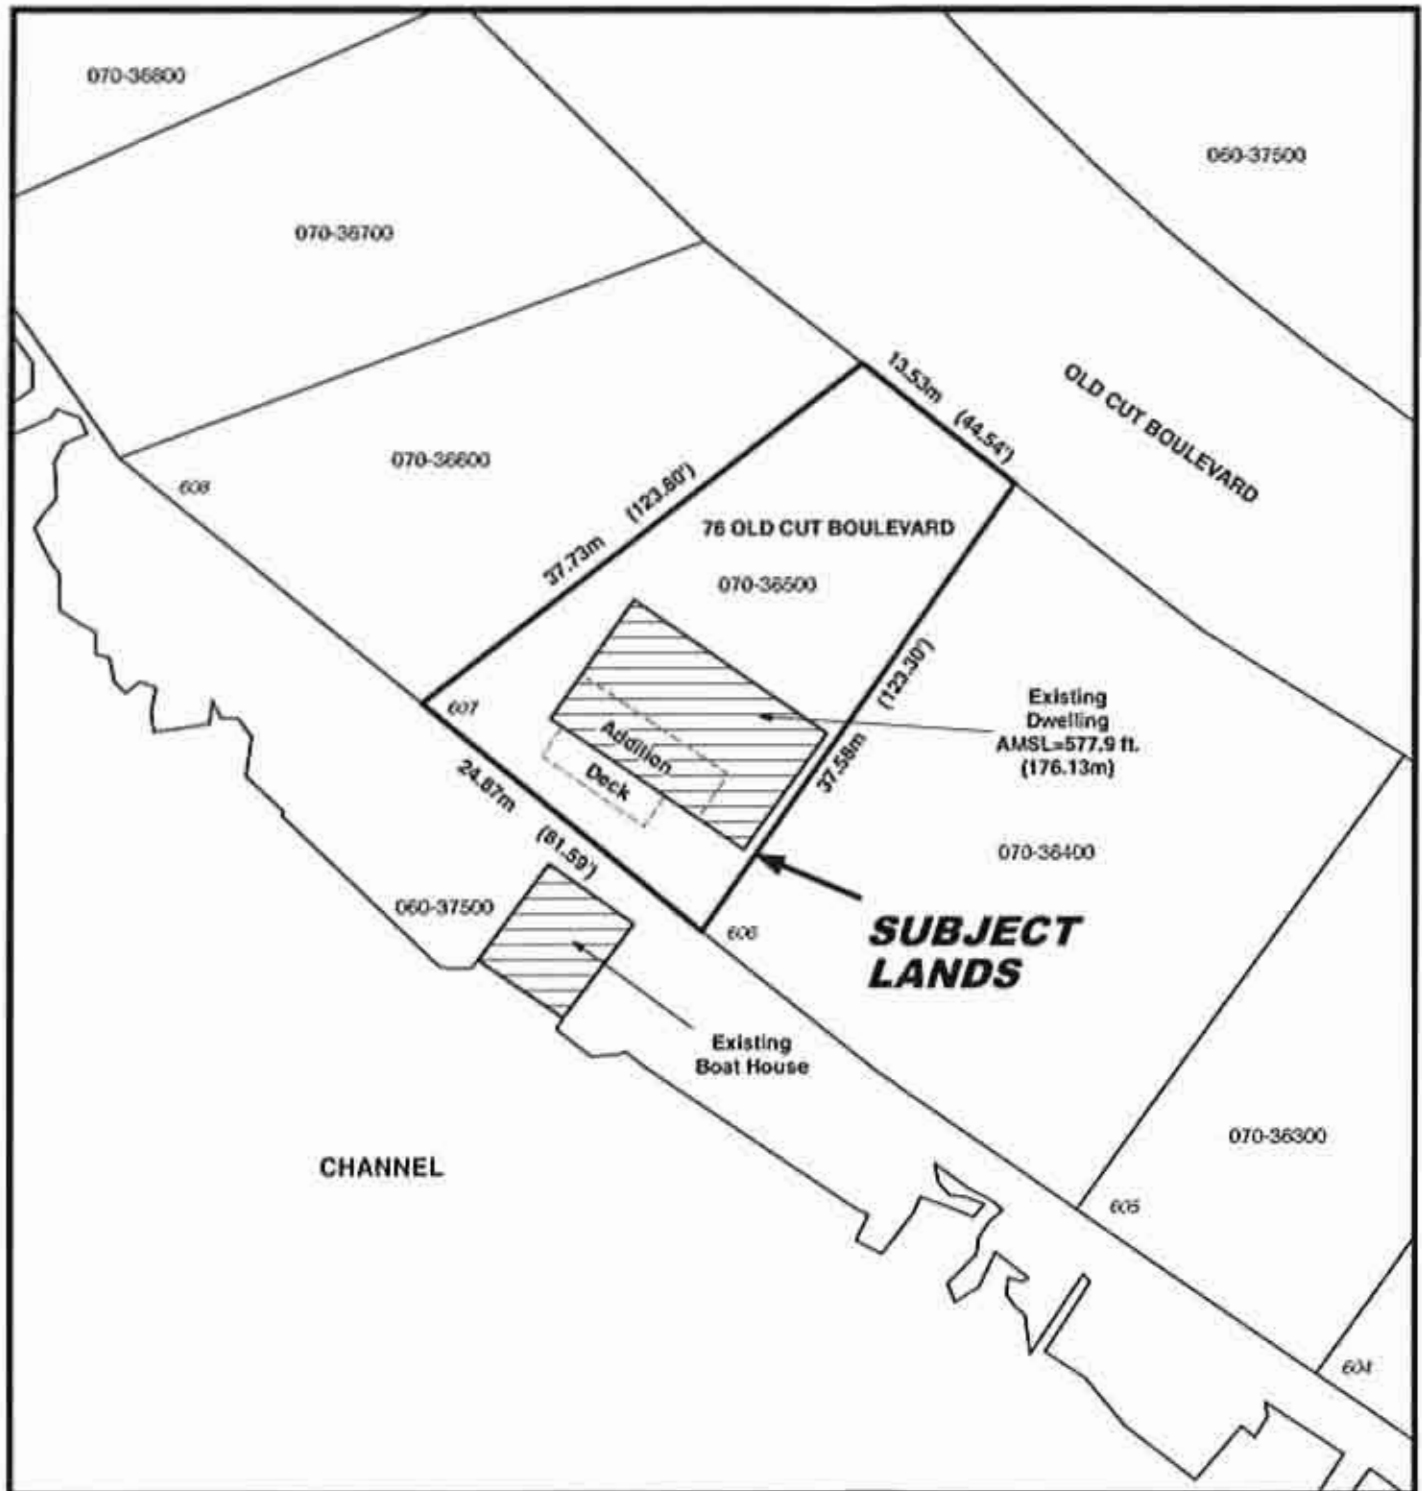 070-36800
060-37500
070-36700
OLD CUT BOULEVARD
13.53m (44.54')
070-36600
608
37.73m (123.80')
76 OLD CUT BOULEVARD
070-36500
607
Addition
Deck
37.58m (123.30')
Existing
Dwelling
AMSL=577.9 ft.
(176.13m)
24.87m (81.59')
070-36400
060-37500
606
SUBJECT
LANDS
Existing
Boat House
CHANNEL
070-36300
605
604